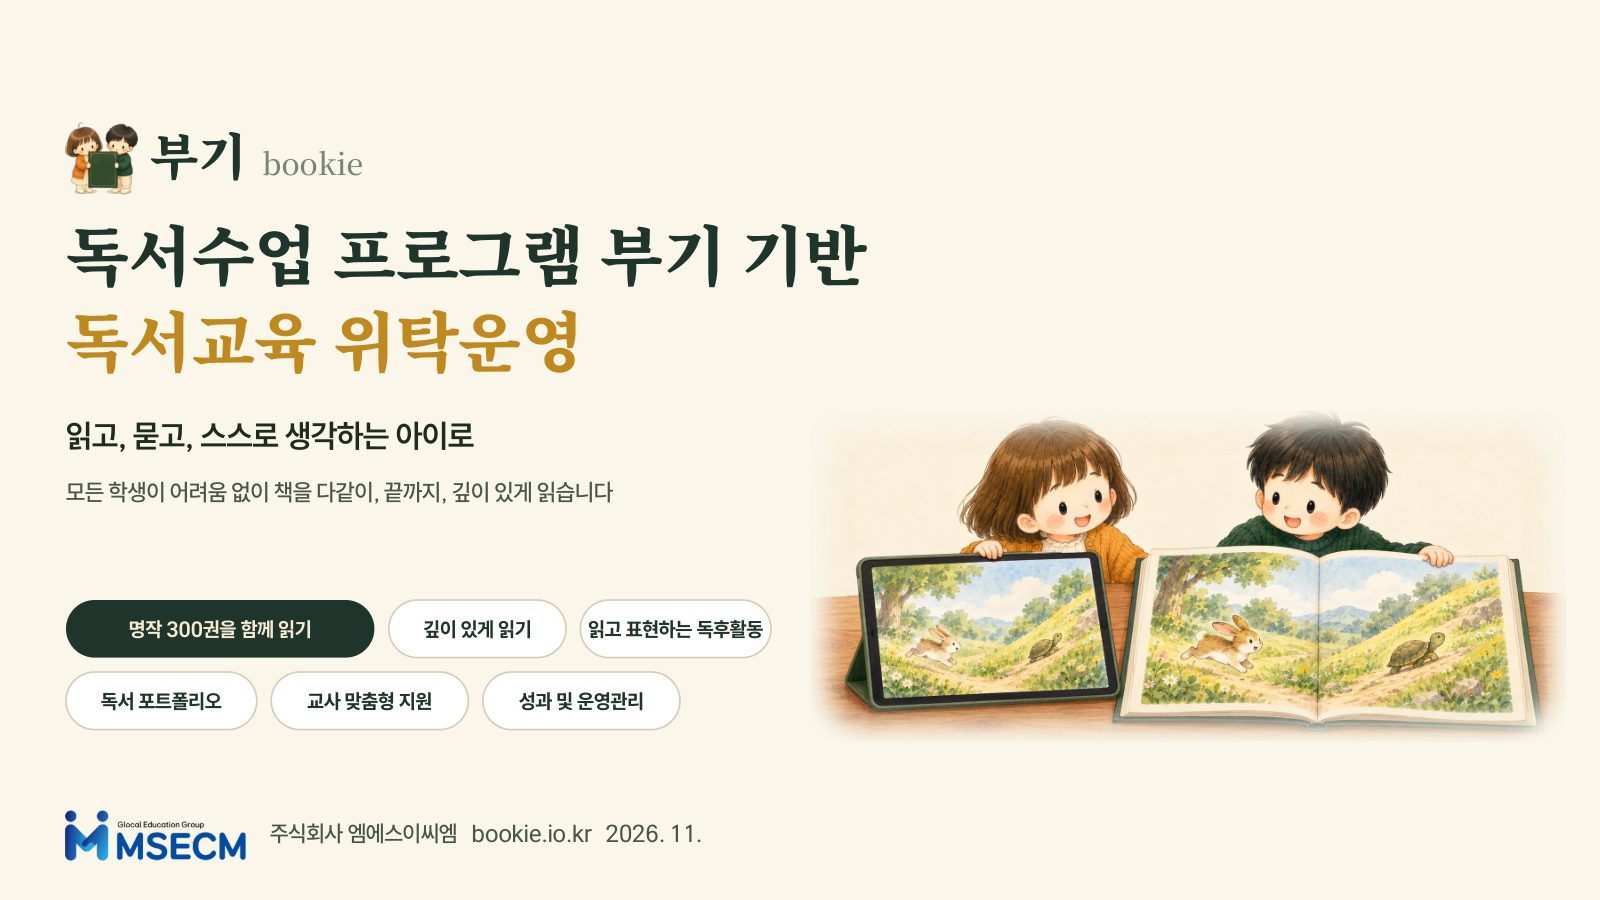 부기 bookie
독서수업 프로그램 부기 기반
독서교육 위탁운영
읽고, 묻고, 스스로 생각하는 아이로
모든 학생이 어려움 없이 책을 다같이, 끝까지, 깊이 있게 읽습니다
명작 300권을 함께 읽기
깊이 있게 읽기
읽고 표현하는 독후활동
독서 포트폴리오
교사 맞춤형 지원
성과 및 운영관리
Glocal Education Group
MSECM
주식회사 엠에스이씨엠 bookie.io.kr 2026. 11.